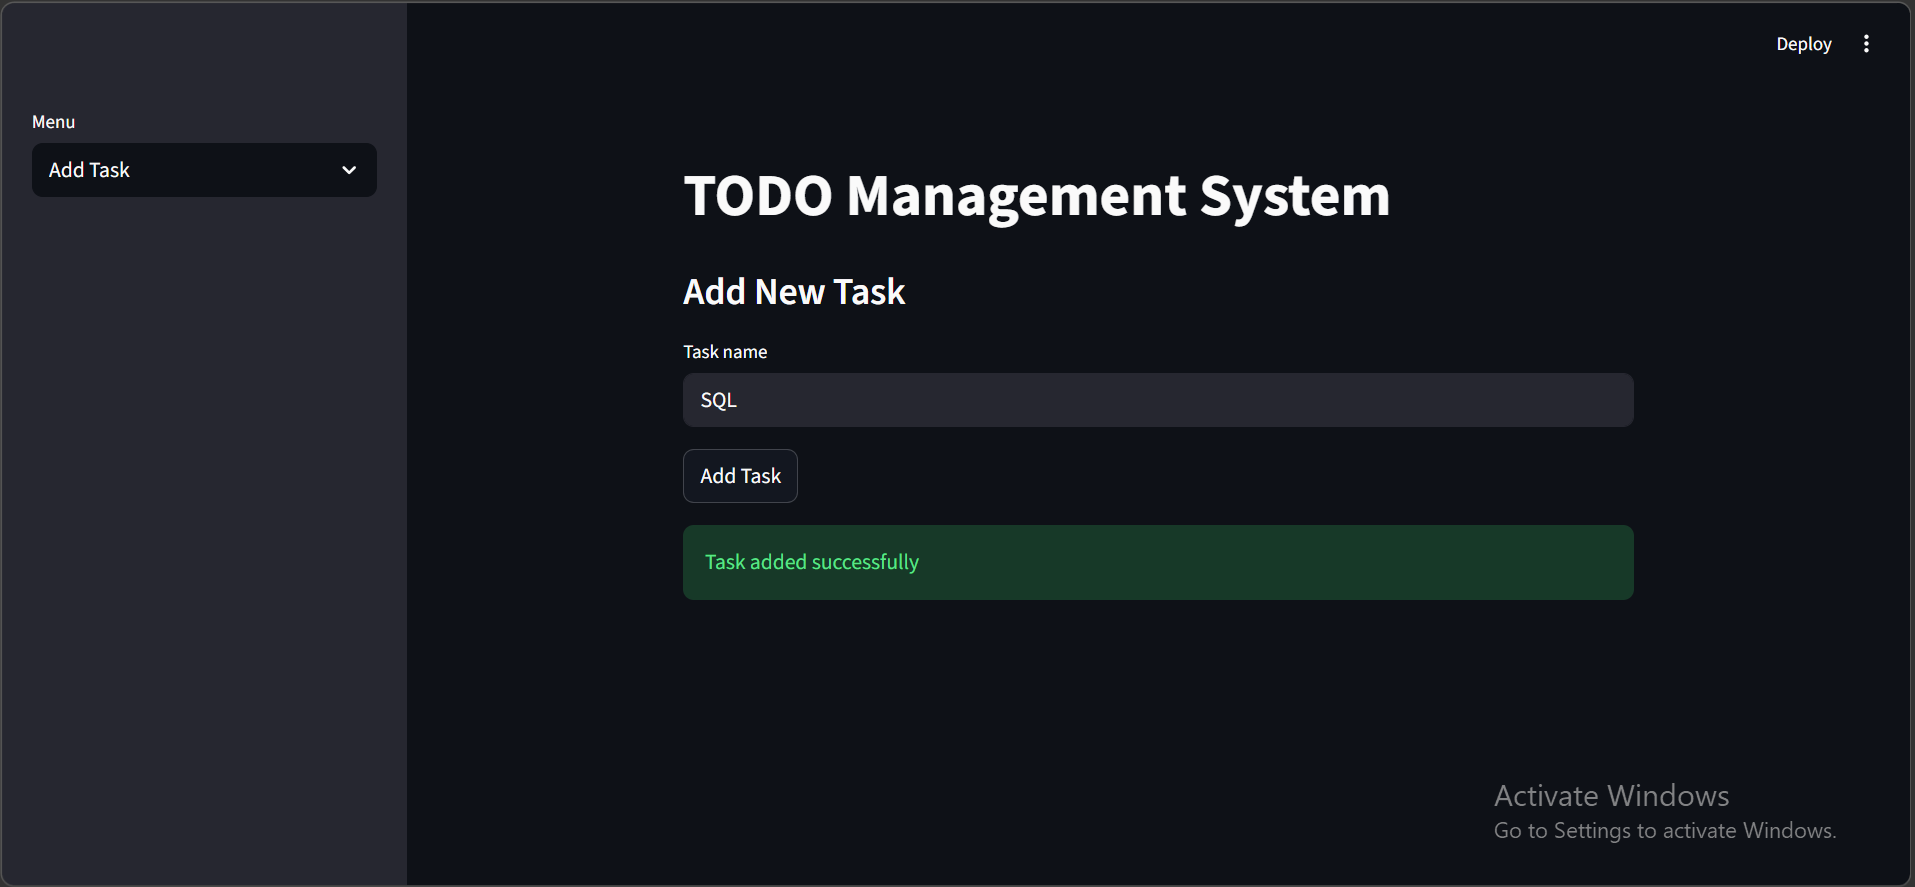 Deploy
Menu
Add Task
TODO Management System
Add New Task
Task name
SQL
Add Task
Task added successfully
Activate Windows
Go to Settings to activate Windows.